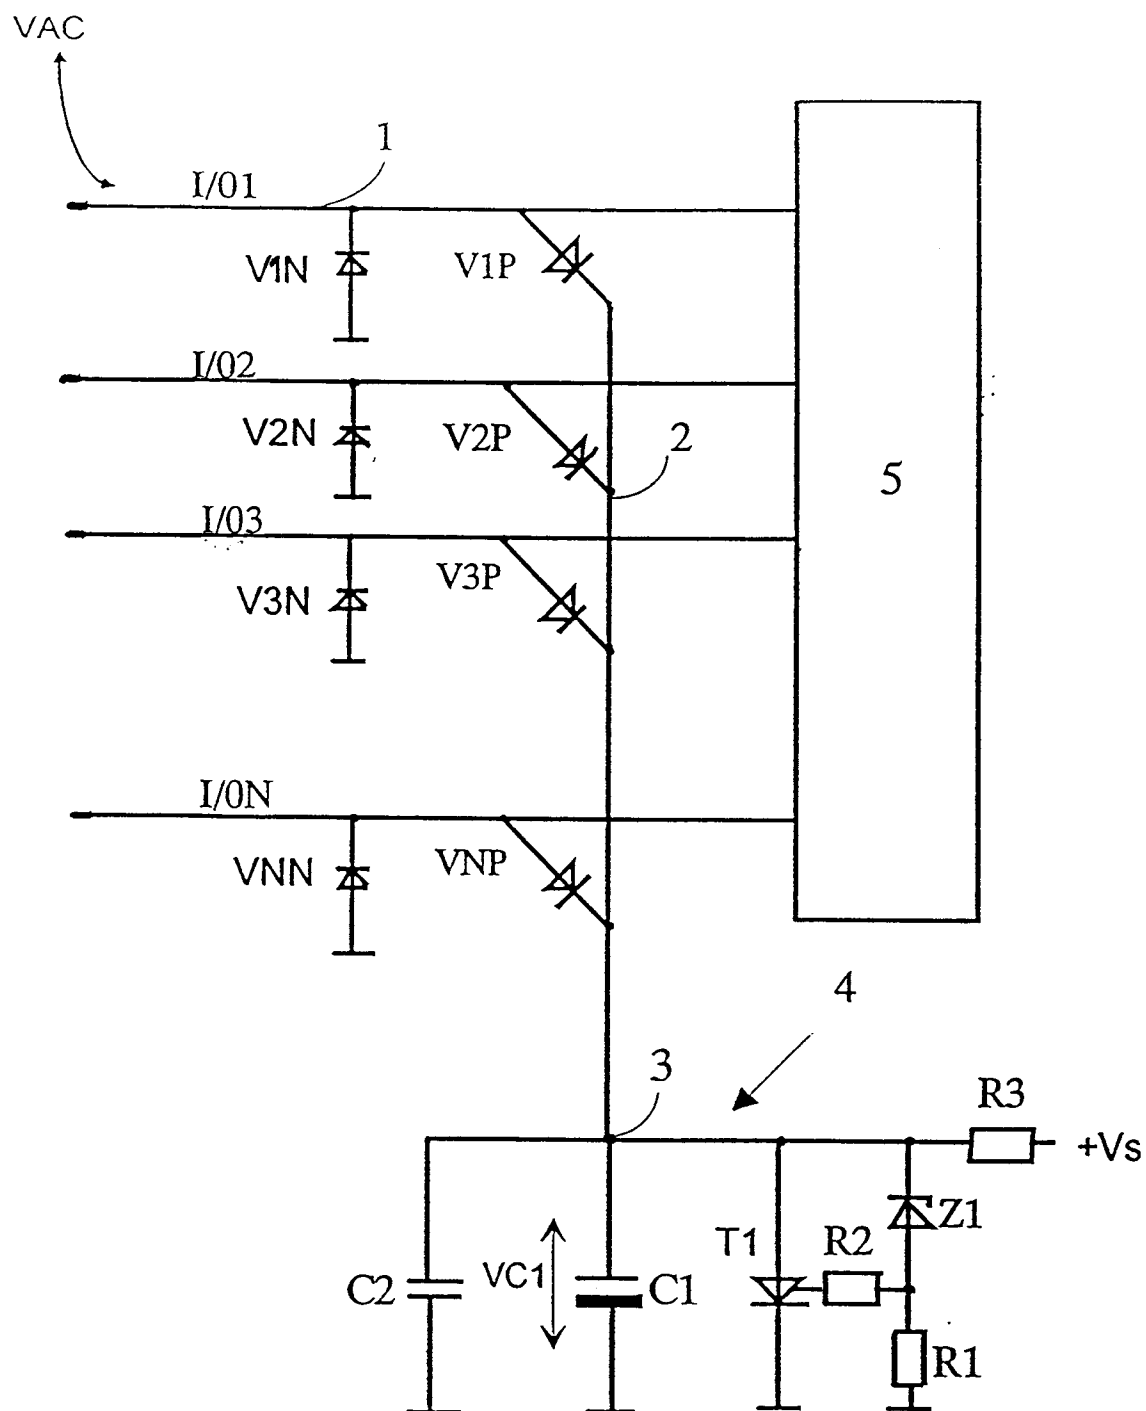 VAC
1
I/01
V1N
V1P
I/02
V2N
V2P
2
5
I/03
V3N
V3P
I/0N
VNN
VNP
4
3
R3
+Vs
Z1
T1
R2
C2
VC1
C1
R1